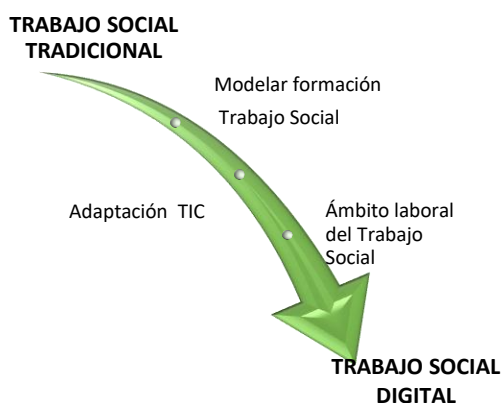 TRABAJO SOCIAL
TRADICIONAL
Modelar formación
Trabajo Social
Adaptación TIC
Ámbito laboral
del Trabajo
Social
TRABAJO SOCIAL
DIGITAL